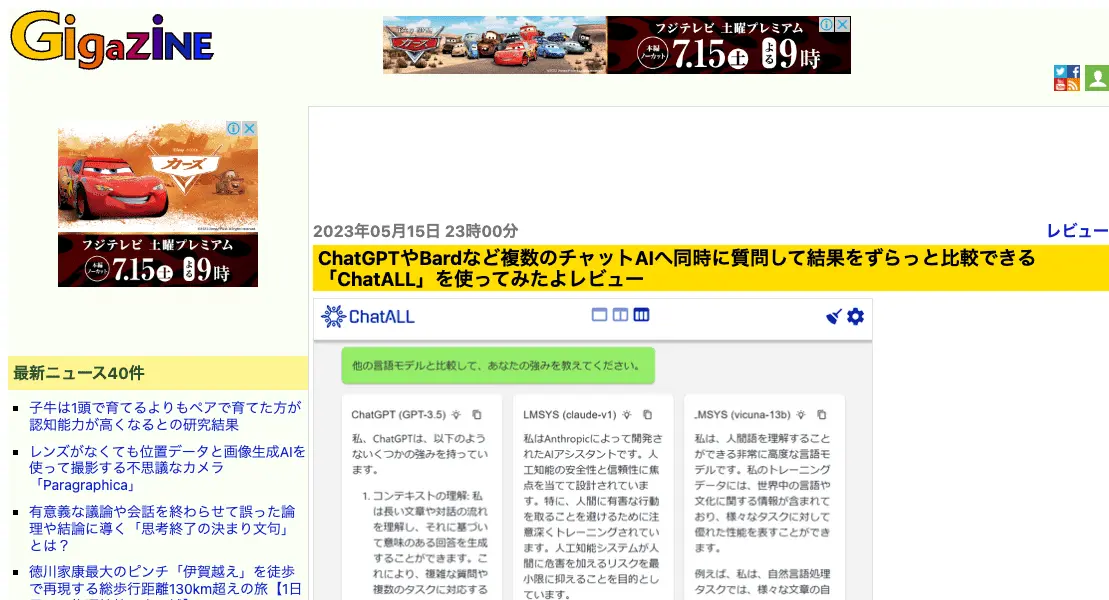 GigaZiNE
カーズ
フジテレビ 土曜プレミアム
本編ノーカット 7.15土 よる9時
カーズ
フジテレビ 土曜プレミアム
本編ノーカット 7.15土 よる9時
2023年05月15日 23時00分
レビュー
ChatGPTやBardなど複数のチャットAIへ同時に質問して結果をずらっと比較できる
「ChatALL」を使ってみたよレビュー
ChatALL
他の言語モデルと比較して、あなたの強みを教えてください。
ChatGPT (GPT-3.5)
私、ChatGPTは、以下のよう
ないくつかの強みを持ってい
ます。
1. コンテキストの理解: 私
は長い文章や対話の流れ
を理解し、それに基づい
て意味のある回答を生成
することができます。こ
れにより、複雑な質問や
複数のタスクに対応する
LMSYS (claude-v1)
私はAnthropicによって開発さ
れたAIアシスタントです。人
工知能の安全性と信頼性に焦
点を当てて設計されていま
す。特に、人間に有害な行動
を取ることを避けるために注
意深くトレーニングされてい
ます。人工知能システムが人
間に危害を加えるリスクを最
小限に抑えることを目的とし
ています。
LMSYS (vicuna-13b)
私は、人間語を理解すること
ができる非常に高度な言語モ
デルです。私のトレーニング
データには、世界中の言語や
文化に関する情報が含まれて
おり、様々なタスクに対して
優れた性能を表すことができ
ます。
例えば、私は、自然言語処理
タスクでは、様々な文章の自
最新ニュース40件
子牛は1頭で育てるよりもペアで育てた方が
認知能力が高くなるとの研究結果
レンズがなくても位置データと画像生成AIを
使って撮影する不思議なカメラ
「Paragraphica」
有意義な議論や会話を終わらせて誤った論
理や結論に導く「思考終了の決まり文句」
とは？
徳川家康最大のピンチ「伊賀越え」を徒歩
で再現する総歩行距離130km超えの旅【1日